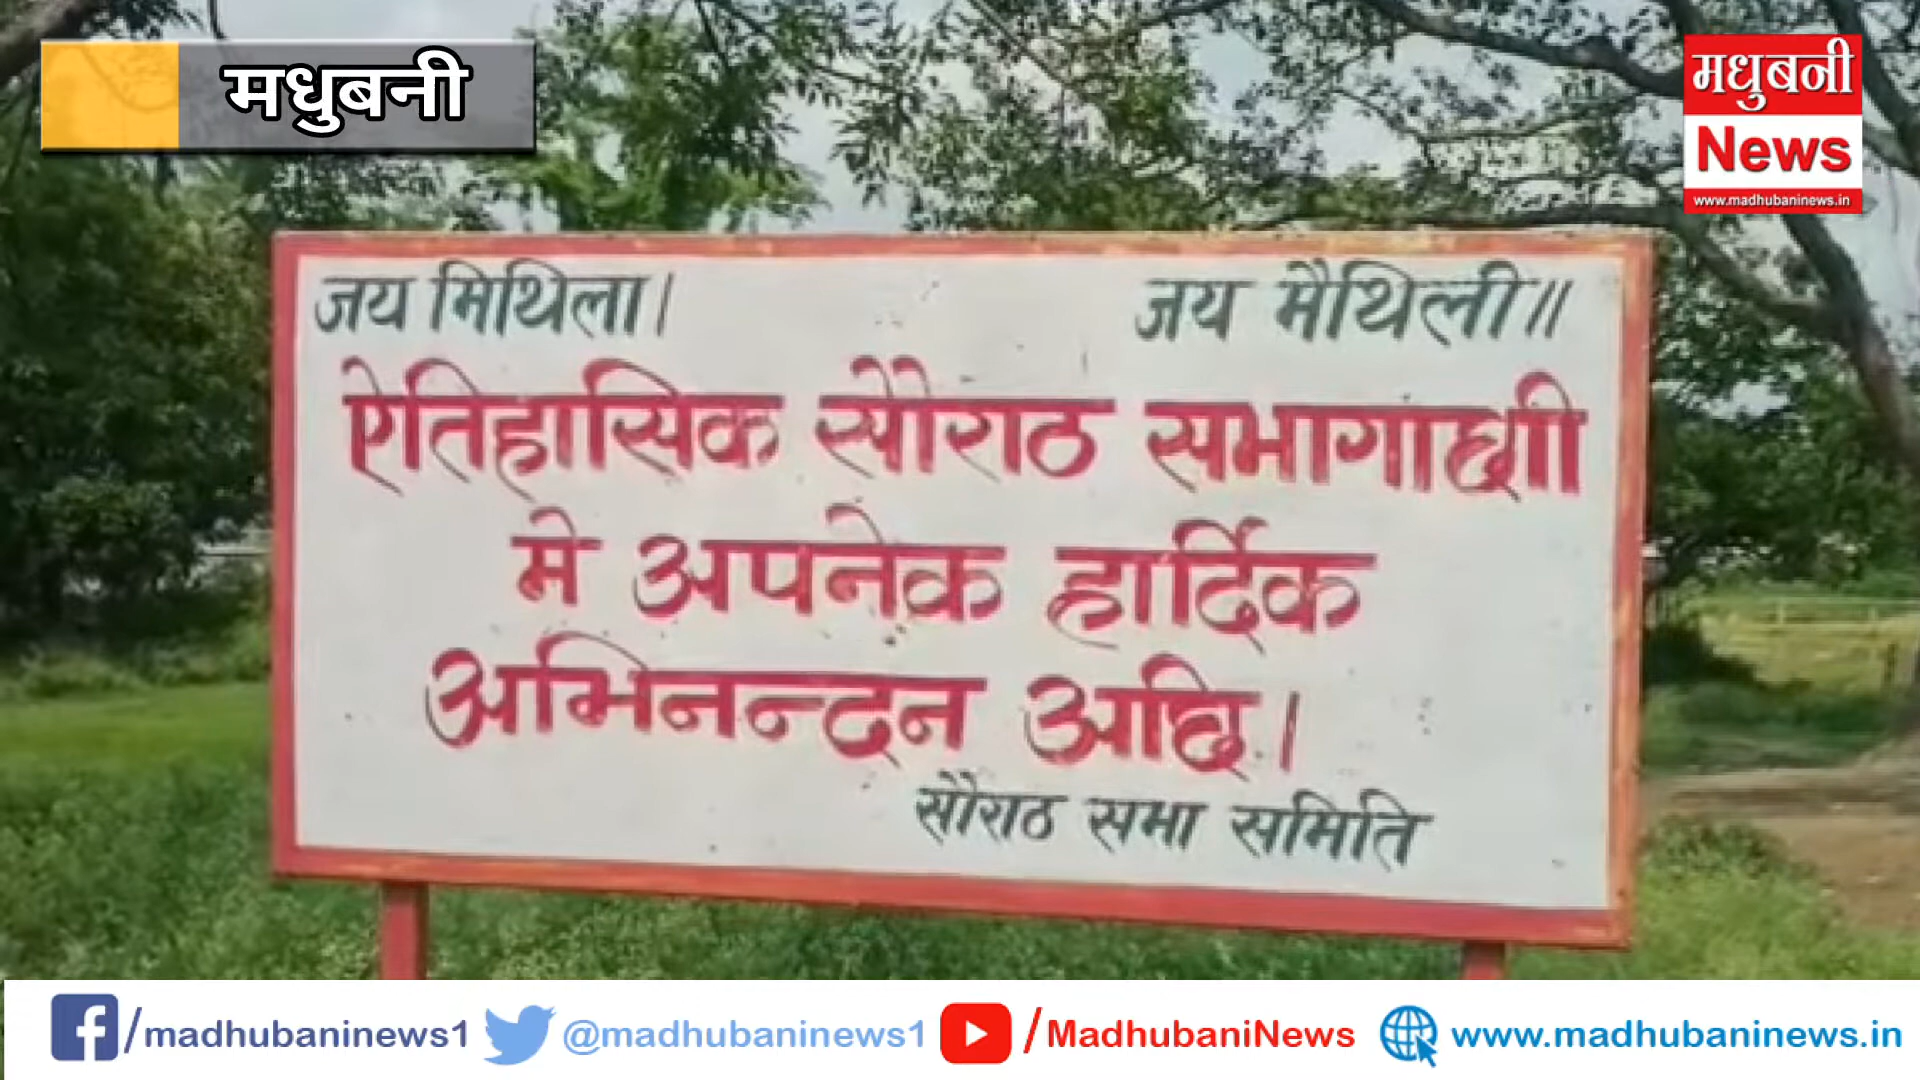 मधुबनी
मधुबनी
News
www.madhubaninews.in
जय मिथिला। जय मैथिली॥
ऐतिहासिक सौराठ सभागाछी
मे अपनेक हार्दिक
अभिनन्दन अछि।
सौराठ सभा समिति
/madhubaninews1 @madhubaninews1 /MadhubaniNews www.madhubaninews.in